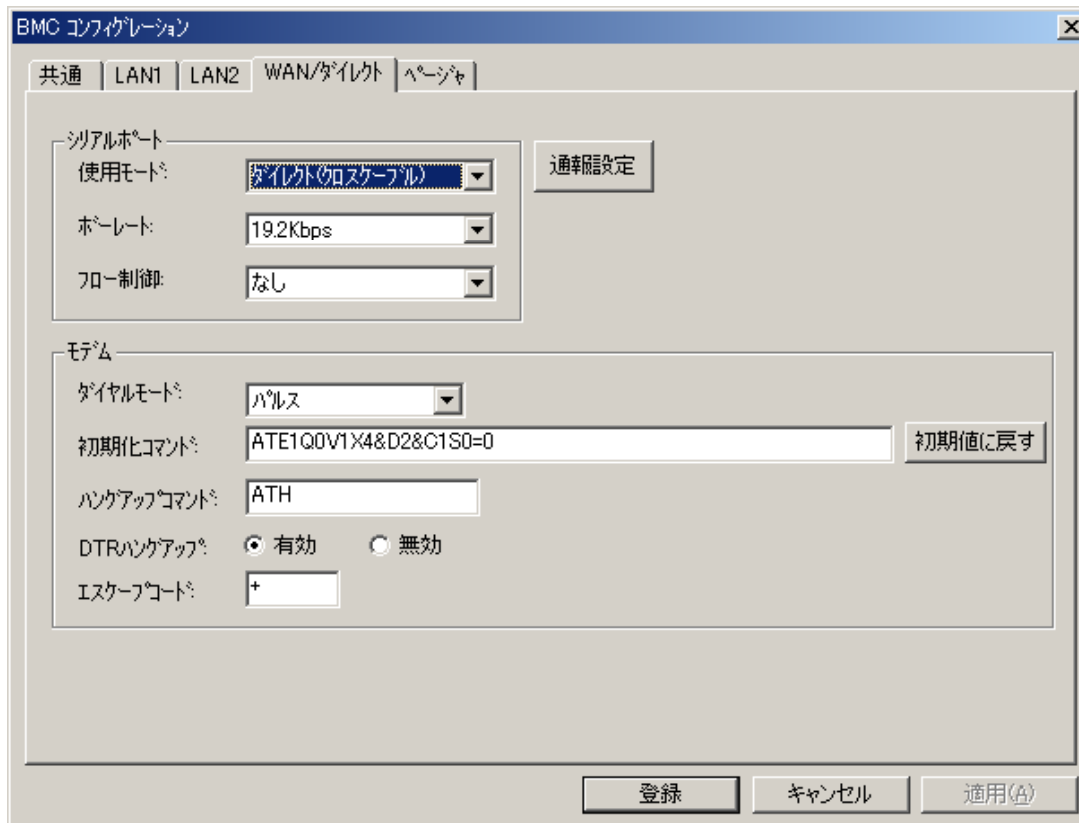 BMC ｺﾝﾌｨｸﾞﾚｰｼｮﾝ
共通 LAN1 LAN2 WAN/ﾀﾞｲﾚｸﾄ ﾍﾟｰｼﾞｬ
ｼﾘｱﾙﾎﾟｰﾄ
使用ﾓｰﾄﾞ: ﾀﾞｲﾚｸﾄ(ｸﾛｽｹｰﾌﾞﾙ) 通報設定
ﾎﾞｰﾚｰﾄ: 19.2Kbps
ﾌﾛｰ制御: なし
ﾓﾃﾞﾑ
ﾀﾞｲﾔﾙﾓｰﾄﾞ: ﾊﾟﾙｽ
初期化ｺﾏﾝﾄﾞ: ATE1Q0V1X4&D2&C1S0=0 初期値に戻す
ﾊﾝｸﾞｱｯﾌﾟｺﾏﾝﾄﾞ: ATH
DTRﾊﾝｸﾞｱｯﾌﾟ: 有効 無効
ｴｽｹｰﾌﾟｺｰﾄﾞ: +
登録 キャンセル 適用(A)